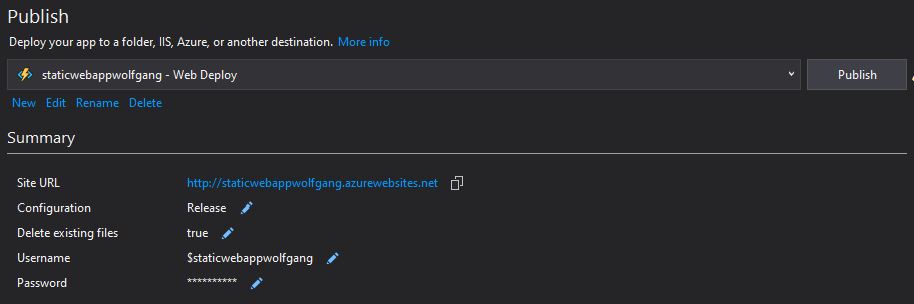 Publish
Deploy your app to a folder, IIS, Azure, or another destination. More info
staticwebappwolfgang - Web Deploy
Publish
New Edit Rename Delete
Summary
Site URL http://staticwebappwolfgang.azurewebsites.net
Configuration Release
Delete existing files true
Username $staticwebappwolfgang
Password **********